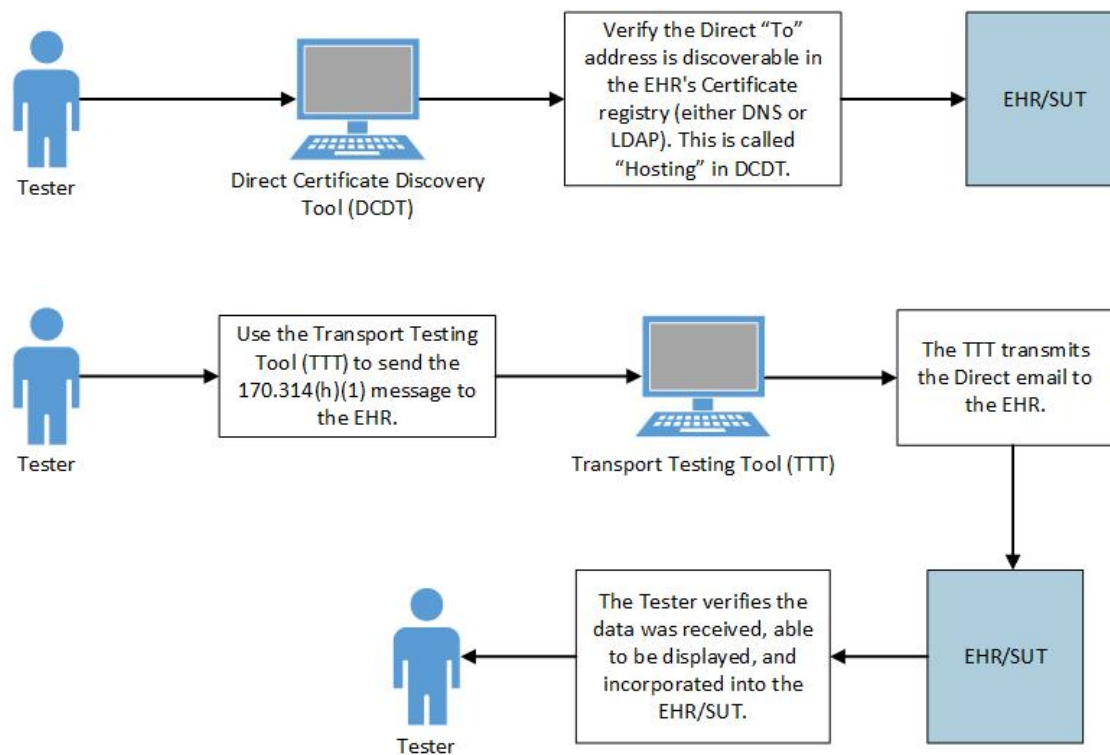 Verify the Direct “To”
address is discoverable in
the EHR's Certificate
registry (either DNS or
LDAP). This is called
“Hosting” in DCDT.
EHR/SUT
Tester
Direct Certificate Discovery
Tool (DCDT)
Use the Transport Testing
Tool (TTT) to send the
170.314(h)(1) message to
the EHR.
The TTT transmits
the Direct email to
the EHR.
Tester
Transport Testing Tool (TTT)
The Tester verifies the
data was received, able
to be displayed, and
incorporated into the
EHR/SUT.
EHR/SUT
Tester